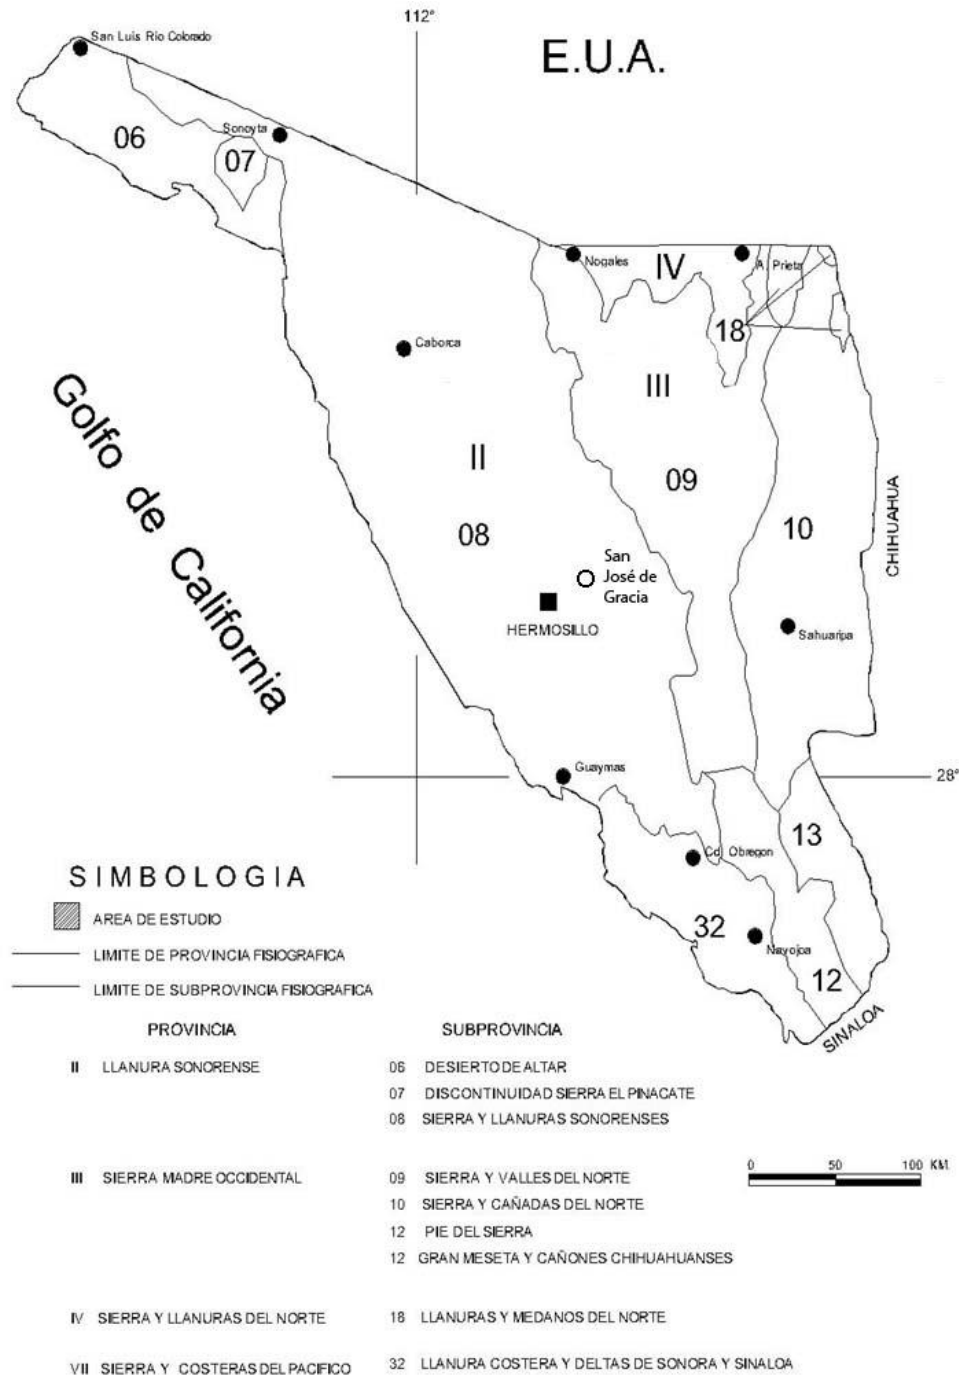 112°
San Luis Río Colorado
E.U.A.
06
Sonoyta
07
Nogales
IV
A. Prieta
18
Caborca
III
Golfo de California
II
09
CHIHUAHUA
08
10
San
José de
Gracia
HERMOSILLO
Sahuaripa
Guaymas
28°
13
Cd. Obregon
32
Navojoa
12
SINALOA
SIMBOLOGIA
AREA DE ESTUDIO
LIMITE DE PROVINCIA FISIOGRAFICA
LIMITE DE SUBPROVINCIA FISIOGRAFICA
PROVINCIA SUBPROVINCIA
II LLANURA SONORENSE 06 DESIERTO DE ALTAR
07 DISCONTINUIDAD SIERRA EL PINACATE
08 SIERRA Y LLANURAS SONORENSES
0 50 100 KM.
III SIERRA MADRE OCCIDENTAL 09 SIERRA Y VALLES DEL NORTE
10 SIERRA Y CAÑADAS DEL NORTE
12 PIE DEL SIERRA
12 GRAN MESETA Y CAÑONES CHIHUAHUANSES
IV SIERRA Y LLANURAS DEL NORTE 18 LLANURAS Y MEDANOS DEL NORTE
VII SIERRA Y COSTERAS DEL PACIFICO 32 LLANURA COSTERA Y DELTAS DE SONORA Y SINALOA